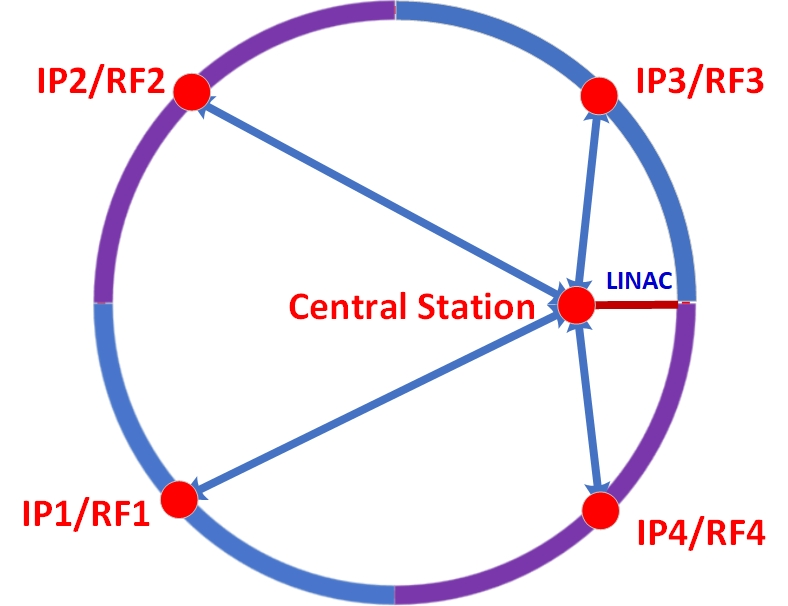 IP2/RF2
IP3/RF3
LINAC
Central Station
IP1/RF1
IP4/RF4